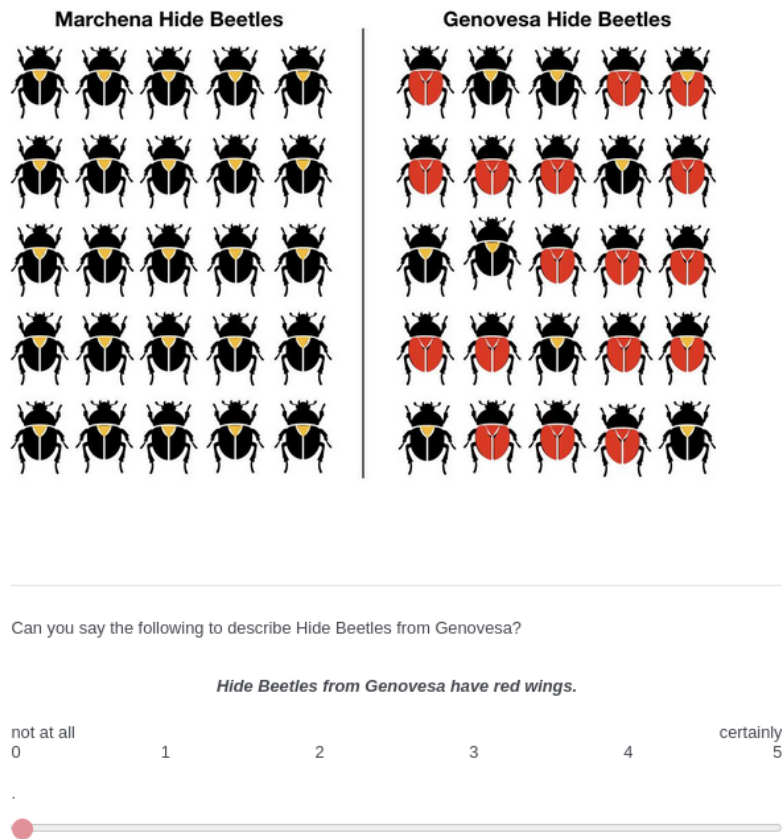 Marchena Hide Beetles
Genovesa Hide Beetles
Can you say the following to describe Hide Beetles from Genovesa?
Hide Beetles from Genovesa have red wings.
not at all certainly
0 1 2 3 4 5
.